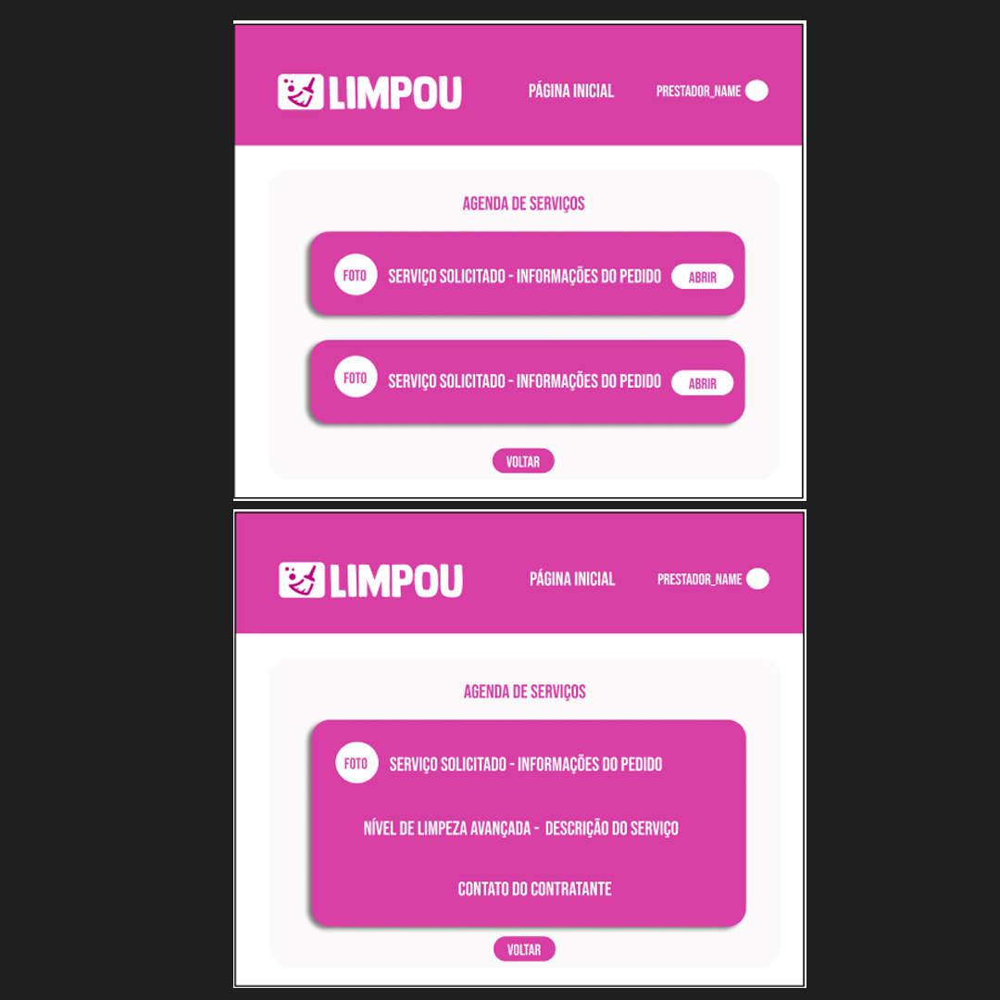 LIMPOU PÁGINA INICIAL PRESTADOR_NAME
AGENDA DE SERVIÇOS
FOTO SERVIÇO SOLICITADO - INFORMAÇÕES DO PEDIDO ABRIR
FOTO SERVIÇO SOLICITADO - INFORMAÇÕES DO PEDIDO ABRIR
VOLTAR
LIMPOU PÁGINA INICIAL PRESTADOR_NAME
AGENDA DE SERVIÇOS
FOTO SERVIÇO SOLICITADO - INFORMAÇÕES DO PEDIDO
NÍVEL DE LIMPEZA AVANÇADA - DESCRIÇÃO DO SERVIÇO
CONTATO DO CONTRATANTE
VOLTAR